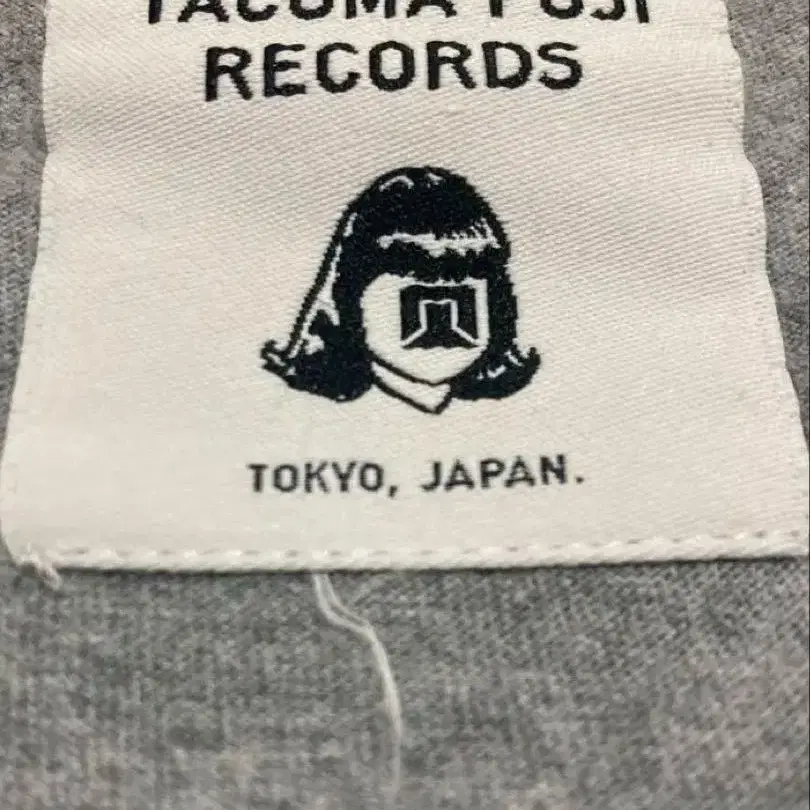 TACOMA FUJI
RECORDS
TOKYO, JAPAN.